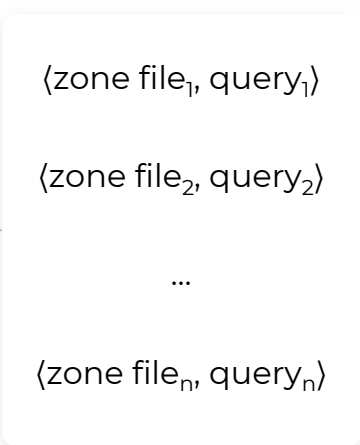 ⟨zone file₁, query₁⟩
⟨zone file₂, query₂⟩
...
⟨zone fileₙ, queryₙ⟩